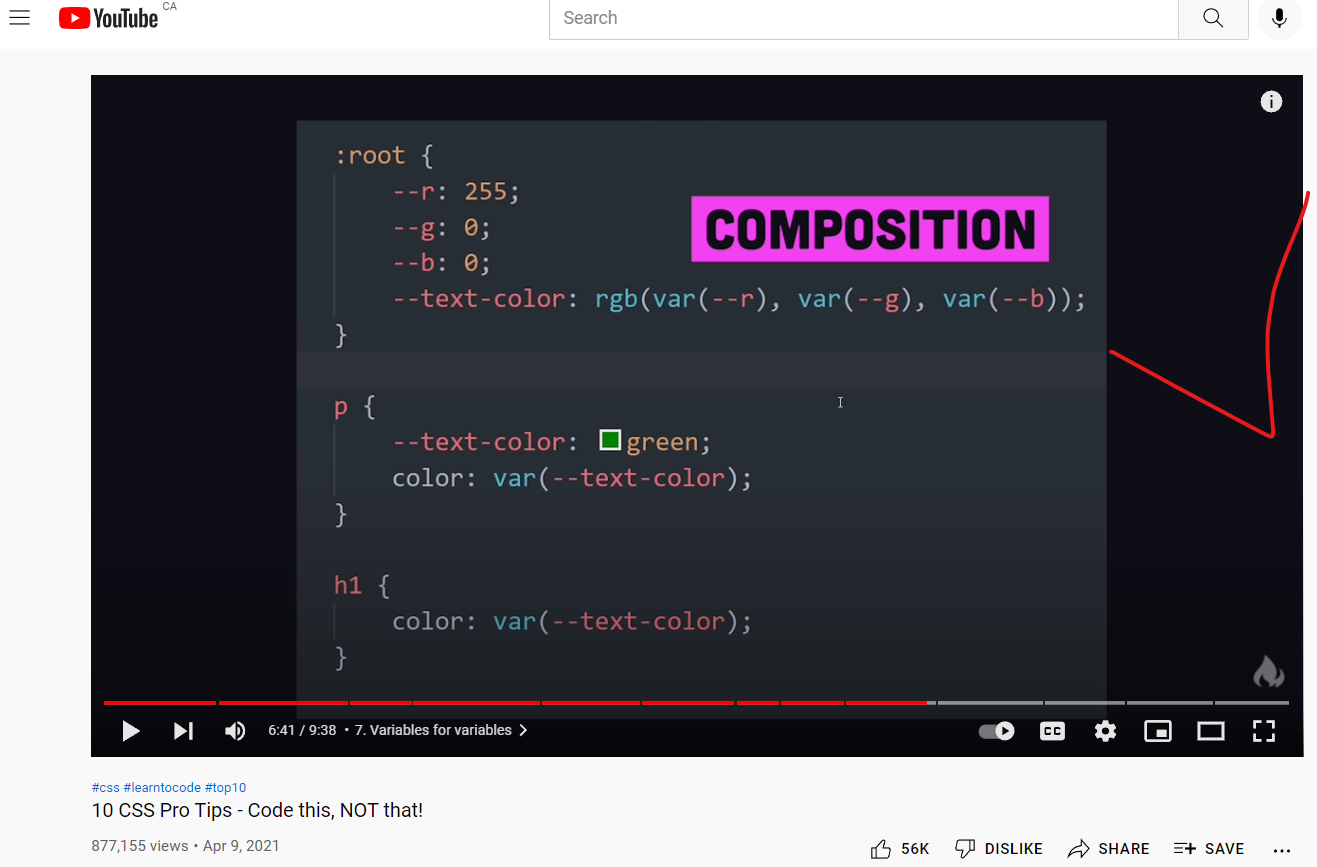 YouTube CA
Search
:root {
--r: 255;
--g: 0;
--b: 0;
--text-color: rgb(var(--r), var(--g), var(--b));
}
COMPOSITION
p {
--text-color: green;
color: var(--text-color);
}
h1 {
color: var(--text-color);
}
6:41 / 9:38 • 7. Variables for variables
CC
#css #learntocode #top10
10 CSS Pro Tips - Code this, NOT that!
877,155 views • Apr 9, 2021
56K DISLIKE SHARE SAVE